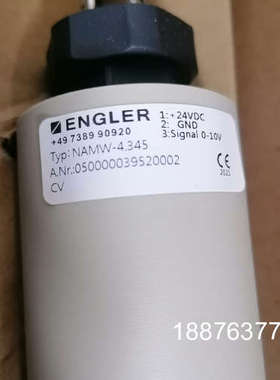 ENGLER
+49 7389 90920
1:+24VDC
2: GND
3:Signal 0-10V
Typ: NAMW-4.345
A.Nr.:050000039520002
CV
CE
2021
18876377